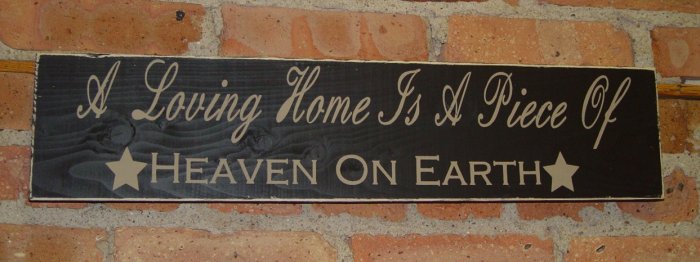 A Loving Home Is A Piece Of
HEAVEN ON EARTH